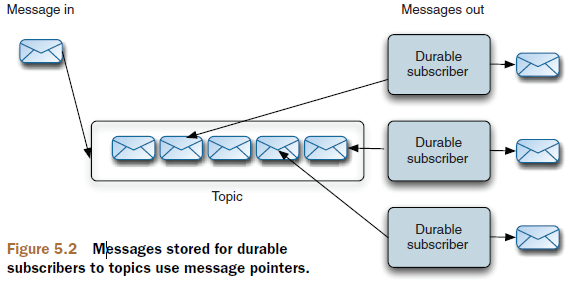 Message in
Messages out
Durable
subscriber
Durable
subscriber
Topic
Durable
subscriber
Figure 5.2 Messages stored for durable
subscribers to topics use message pointers.